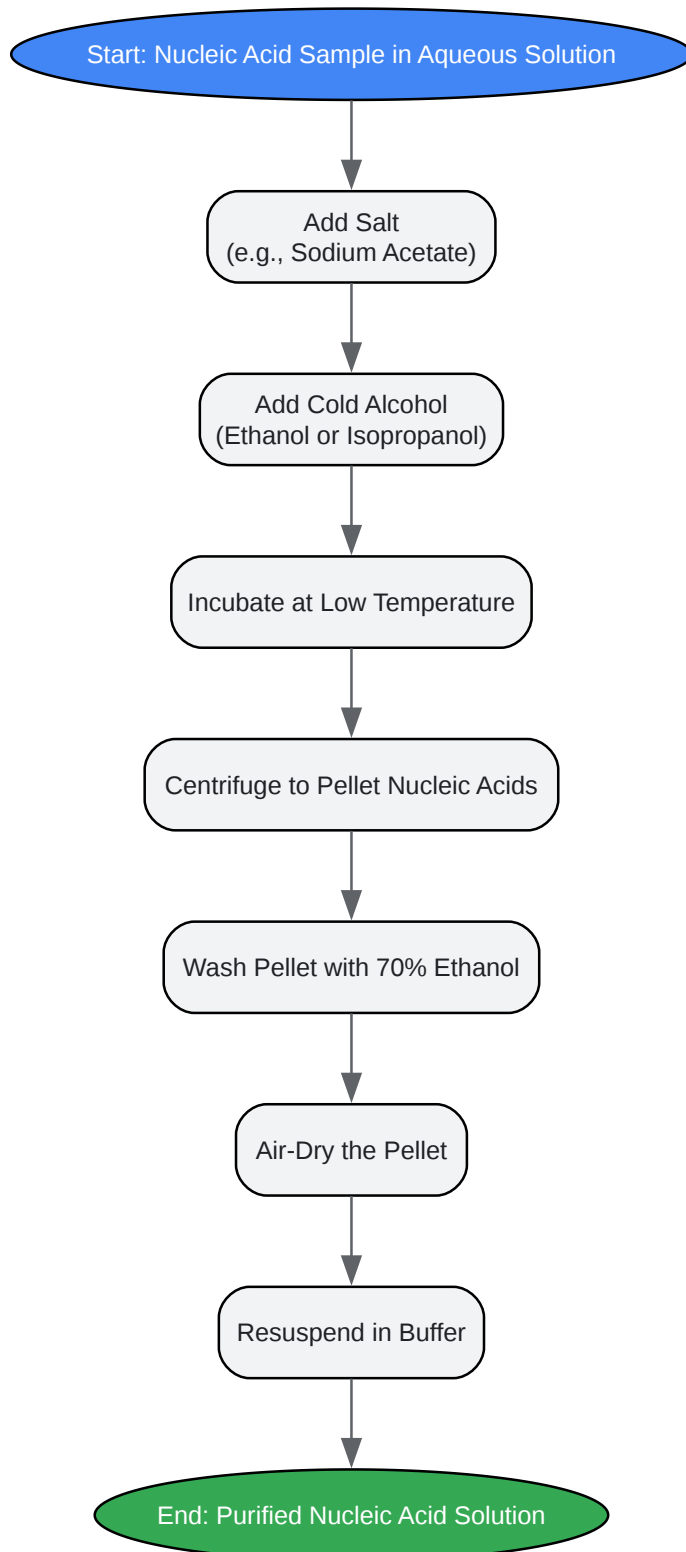 Start: Nucleic Acid Sample in Aqueous Solution
Add Salt
(e.g., Sodium Acetate)
Add Cold Alcohol
(Ethanol or Isopropanol)
Incubate at Low Temperature
Centrifuge to Pellet Nucleic Acids
Wash Pellet with 70% Ethanol
Air-Dry the Pellet
Resuspend in Buffer
End: Purified Nucleic Acid Solution